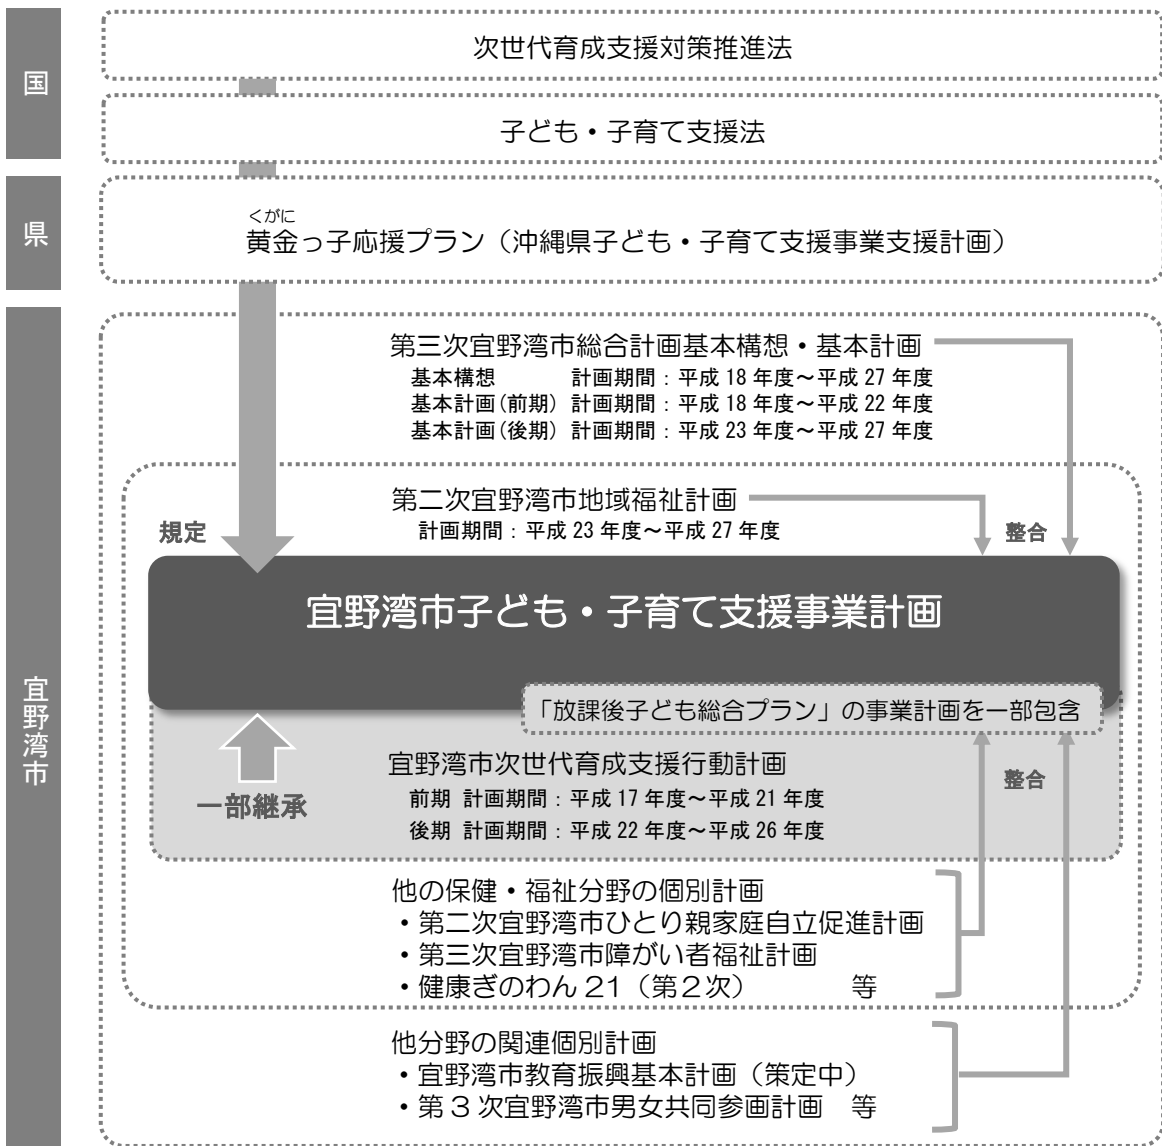 国
次世代育成支援対策推進法
子ども・子育て支援法
県
くがに
黄金っ子応援プラン（沖縄県子ども・子育て支援事業支援計画）
宜野湾市
第三次宜野湾市総合計画基本構想・基本計画
基本構想 計画期間：平成 18 年度～平成 27 年度
基本計画(前期) 計画期間：平成 18 年度～平成 22 年度
基本計画(後期) 計画期間：平成 23 年度～平成 27 年度
第二次宜野湾市地域福祉計画
計画期間：平成 23 年度～平成 27 年度
規定
整合
宜野湾市子ども・子育て支援事業計画
「放課後子ども総合プラン」の事業計画を一部包含
一部継承
宜野湾市次世代育成支援行動計画
前期 計画期間：平成 17 年度～平成 21 年度
後期 計画期間：平成 22 年度～平成 26 年度
整合
他の保健・福祉分野の個別計画
・第二次宜野湾市ひとり親家庭自立促進計画
・第三次宜野湾市障がい者福祉計画
・健康ぎのわん 21（第２次） 等
他分野の関連個別計画
・宜野湾市教育振興基本計画（策定中）
・第 3 次宜野湾市男女共同参画計画 等